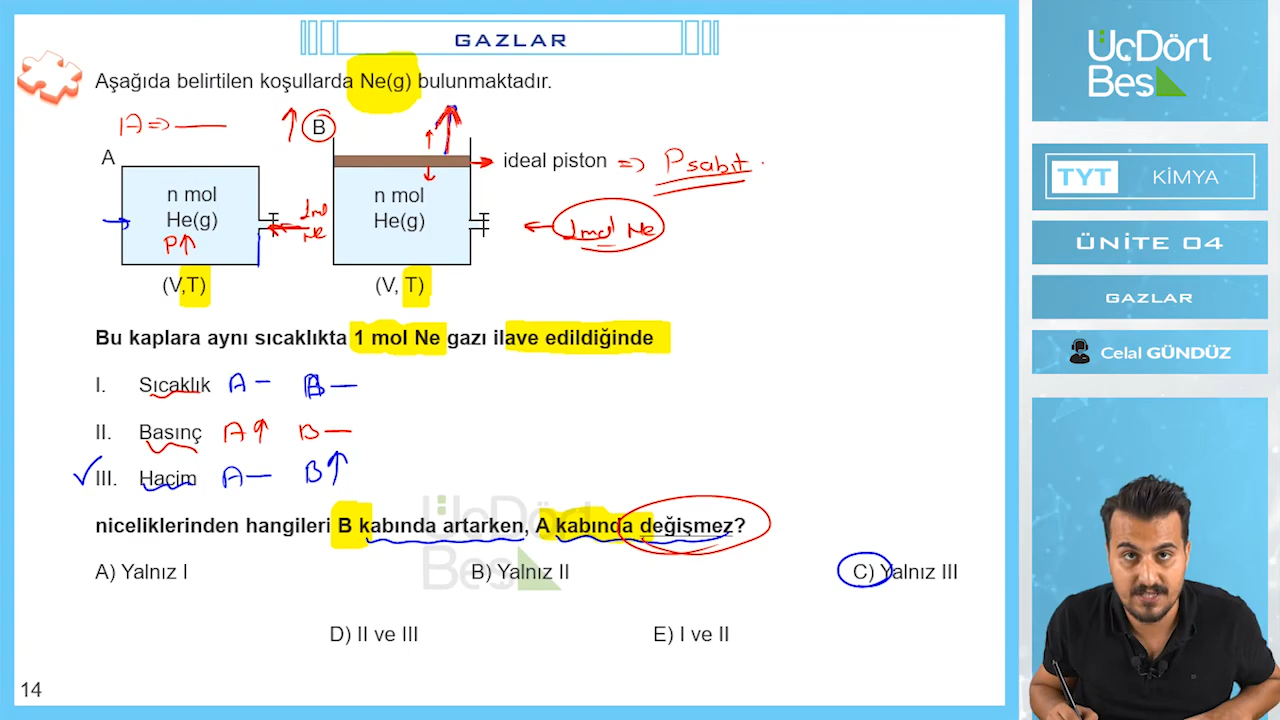 GAZLAR
Aşağıda belirtilen koşullarda Ne(g) bulunmaktadır.
A =>
B
A
ideal piston => P sabit
n mol
He(g)
P↑
n mol
He(g)
1mol
Ne
1mol Ne
(V,T)
(V, T)
Bu kaplara aynı sıcaklıkta 1 mol Ne gazı ilave edildiğinde
I. Sıcaklık A – B –
II. Basınç A ↑ B –
✓ III. Hacim A – B ↑
niceliklerinden hangileri B kabında artarken, A kabında değişmez?
A) Yalnız I
B) Yalnız II
C) Yalnız III
D) II ve III
E) I ve II
14
ÜçDört
Beş
ÜçDört
Beş
TYT KİMYA
ÜNİTE 04
GAZLAR
Celal GÜNDÜZ